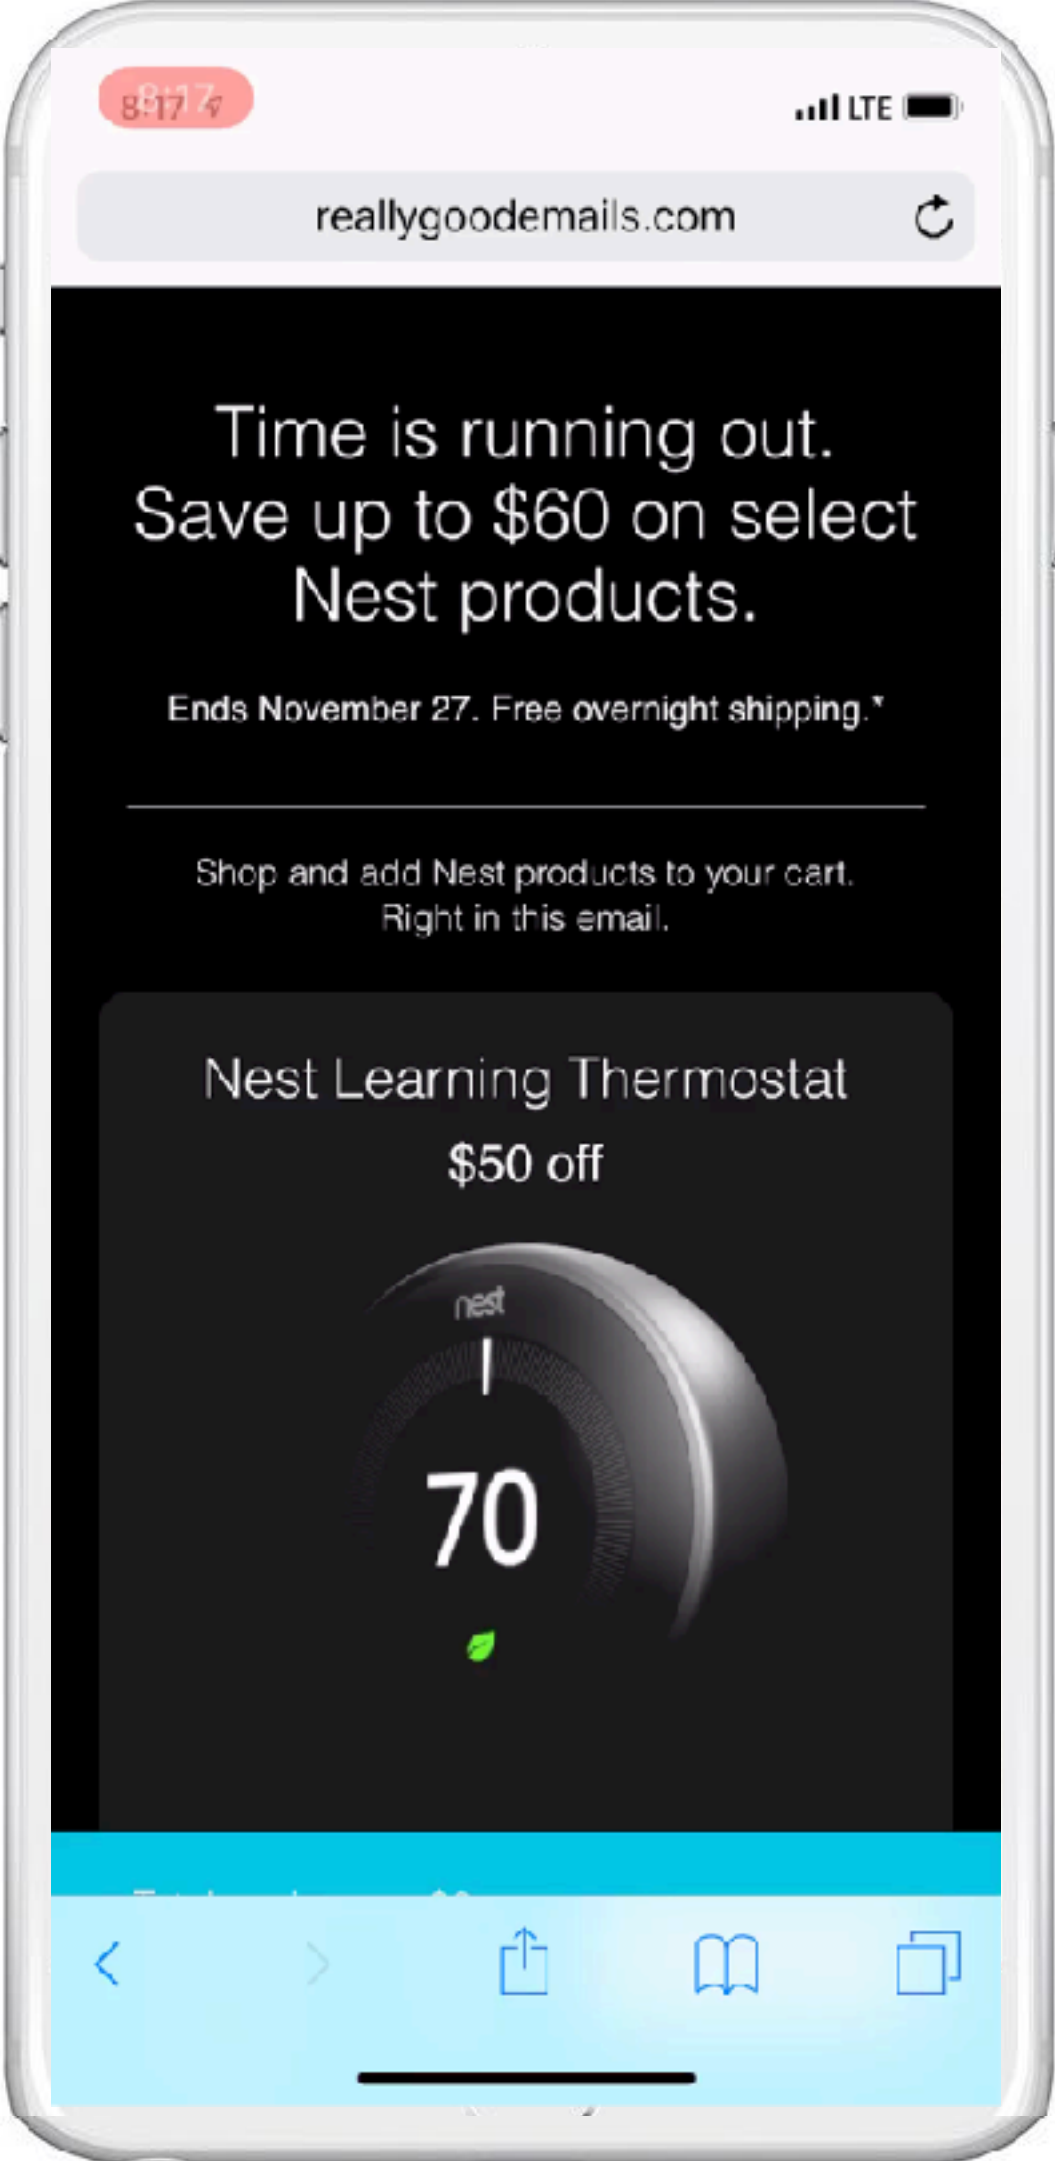 8:17
LTE
reallygoodemails.com
Time is running out.
Save up to $60 on select
Nest products.
Ends November 27. Free overnight shipping.*
Shop and add Nest products to your cart.
Right in this email.
Nest Learning Thermostat
$50 off
nest
70